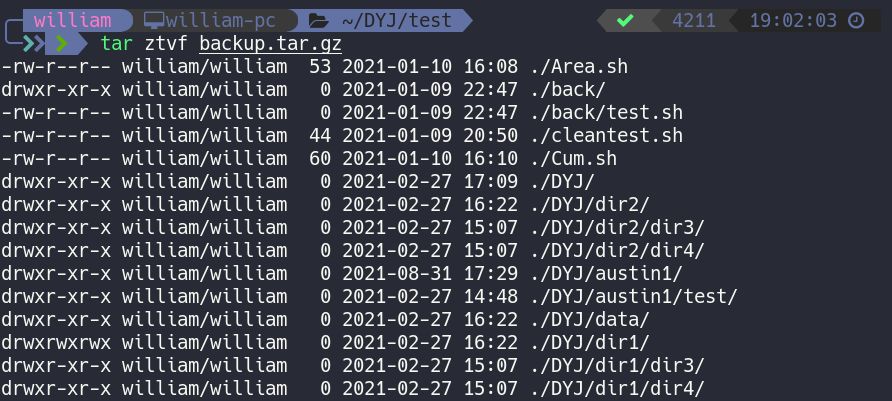 william william-pc ~/DYJ/test ✔ 4211 19:02:03
tar ztvf backup.tar.gz
-rw-r--r-- william/william 53 2021-01-10 16:08 ./Area.sh
drwxr-xr-x william/william 0 2021-01-09 22:47 ./back/
-rw-r--r-- william/william 0 2021-01-09 22:47 ./back/test.sh
-rw-r--r-- william/william 44 2021-01-09 20:50 ./cleantest.sh
-rw-r--r-- william/william 60 2021-01-10 16:10 ./Cum.sh
drwxr-xr-x william/william 0 2021-02-27 17:09 ./DYJ/
drwxr-xr-x william/william 0 2021-02-27 16:22 ./DYJ/dir2/
drwxr-xr-x william/william 0 2021-02-27 15:07 ./DYJ/dir2/dir3/
drwxr-xr-x william/william 0 2021-02-27 15:07 ./DYJ/dir2/dir4/
drwxr-xr-x william/william 0 2021-08-31 17:29 ./DYJ/austin1/
drwxr-xr-x william/william 0 2021-02-27 14:48 ./DYJ/austin1/test/
drwxr-xr-x william/william 0 2021-02-27 16:22 ./DYJ/data/
drwxrwxrwx william/william 0 2021-02-27 16:22 ./DYJ/dir1/
drwxr-xr-x william/william 0 2021-02-27 15:07 ./DYJ/dir1/dir3/
drwxr-xr-x william/william 0 2021-02-27 15:07 ./DYJ/dir1/dir4/